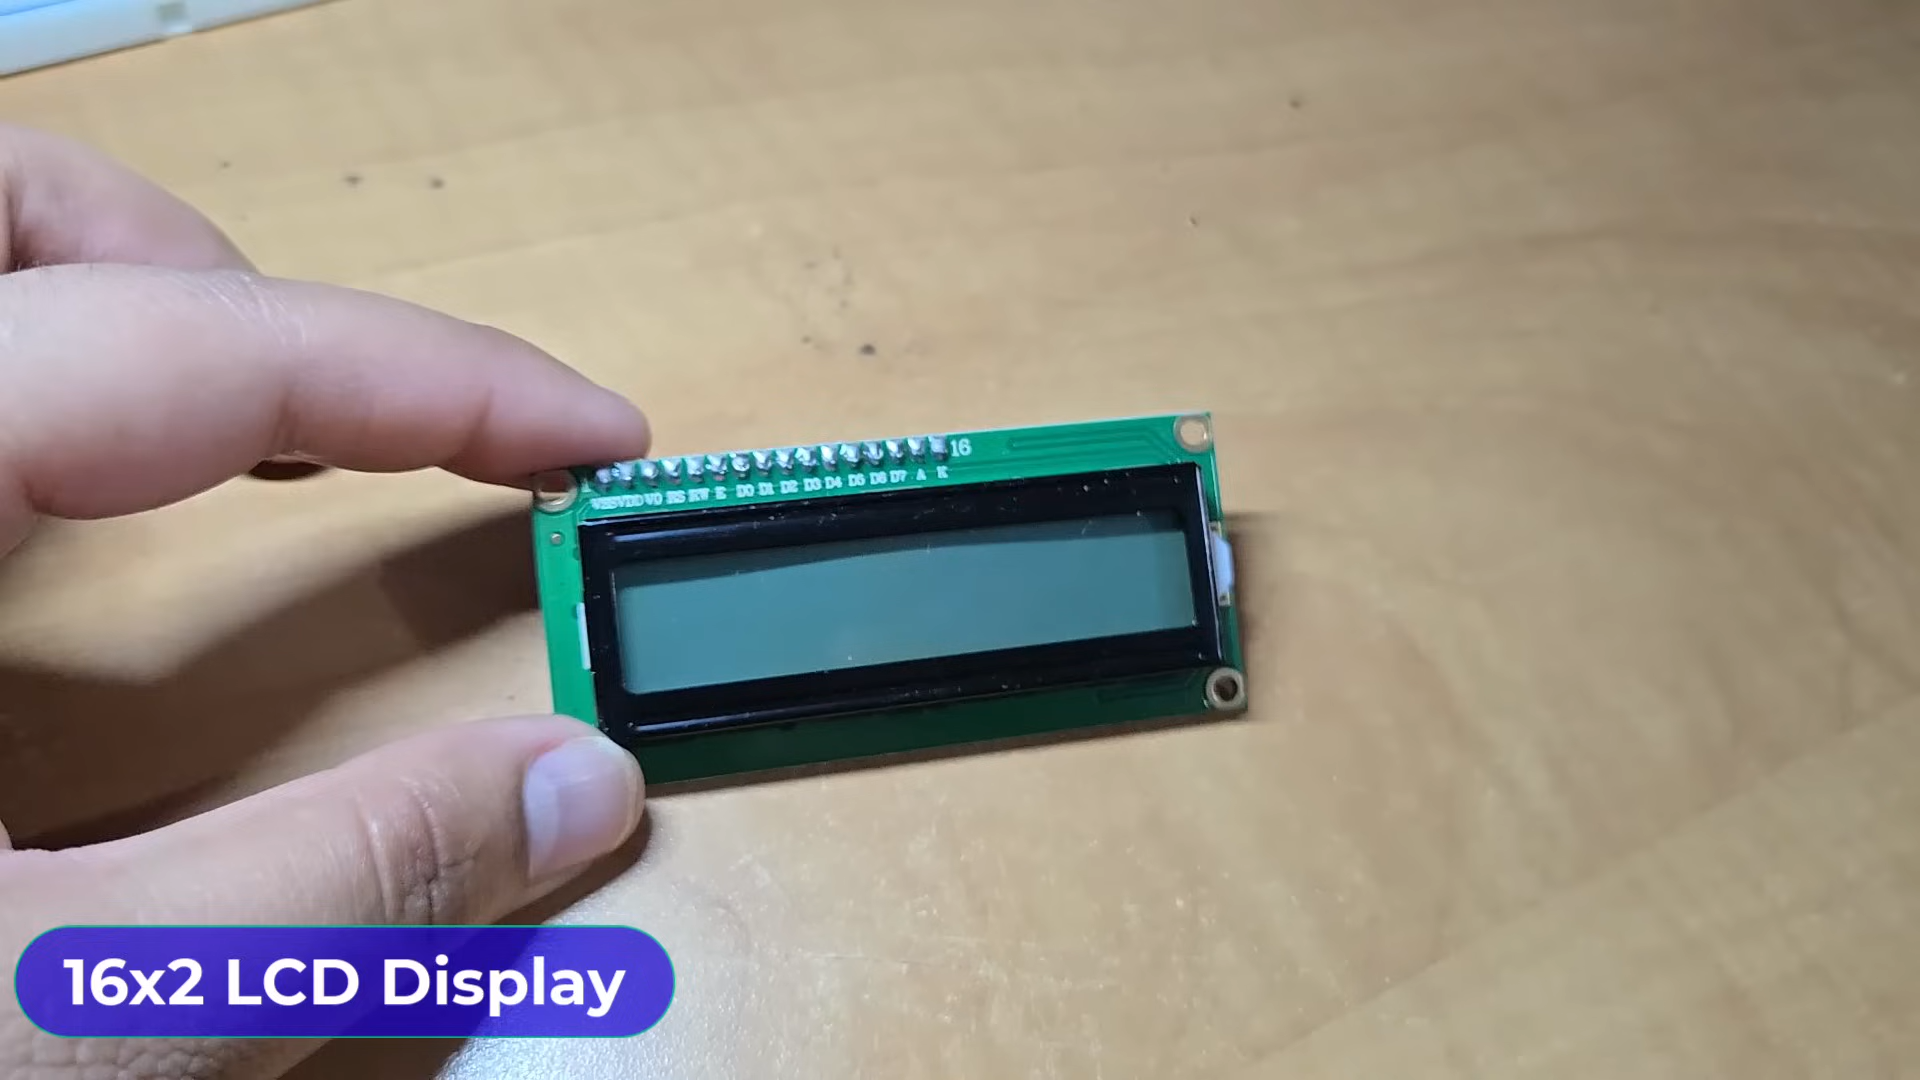 16
VSS VDD V0 RS RW E D0 D1 D2 D3 D4 D5 D6 D7 A K
16x2 LCD Display